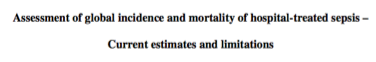 Assessment of global incidence and mortality of hospital-treated sepsis –
Current estimates and limitations